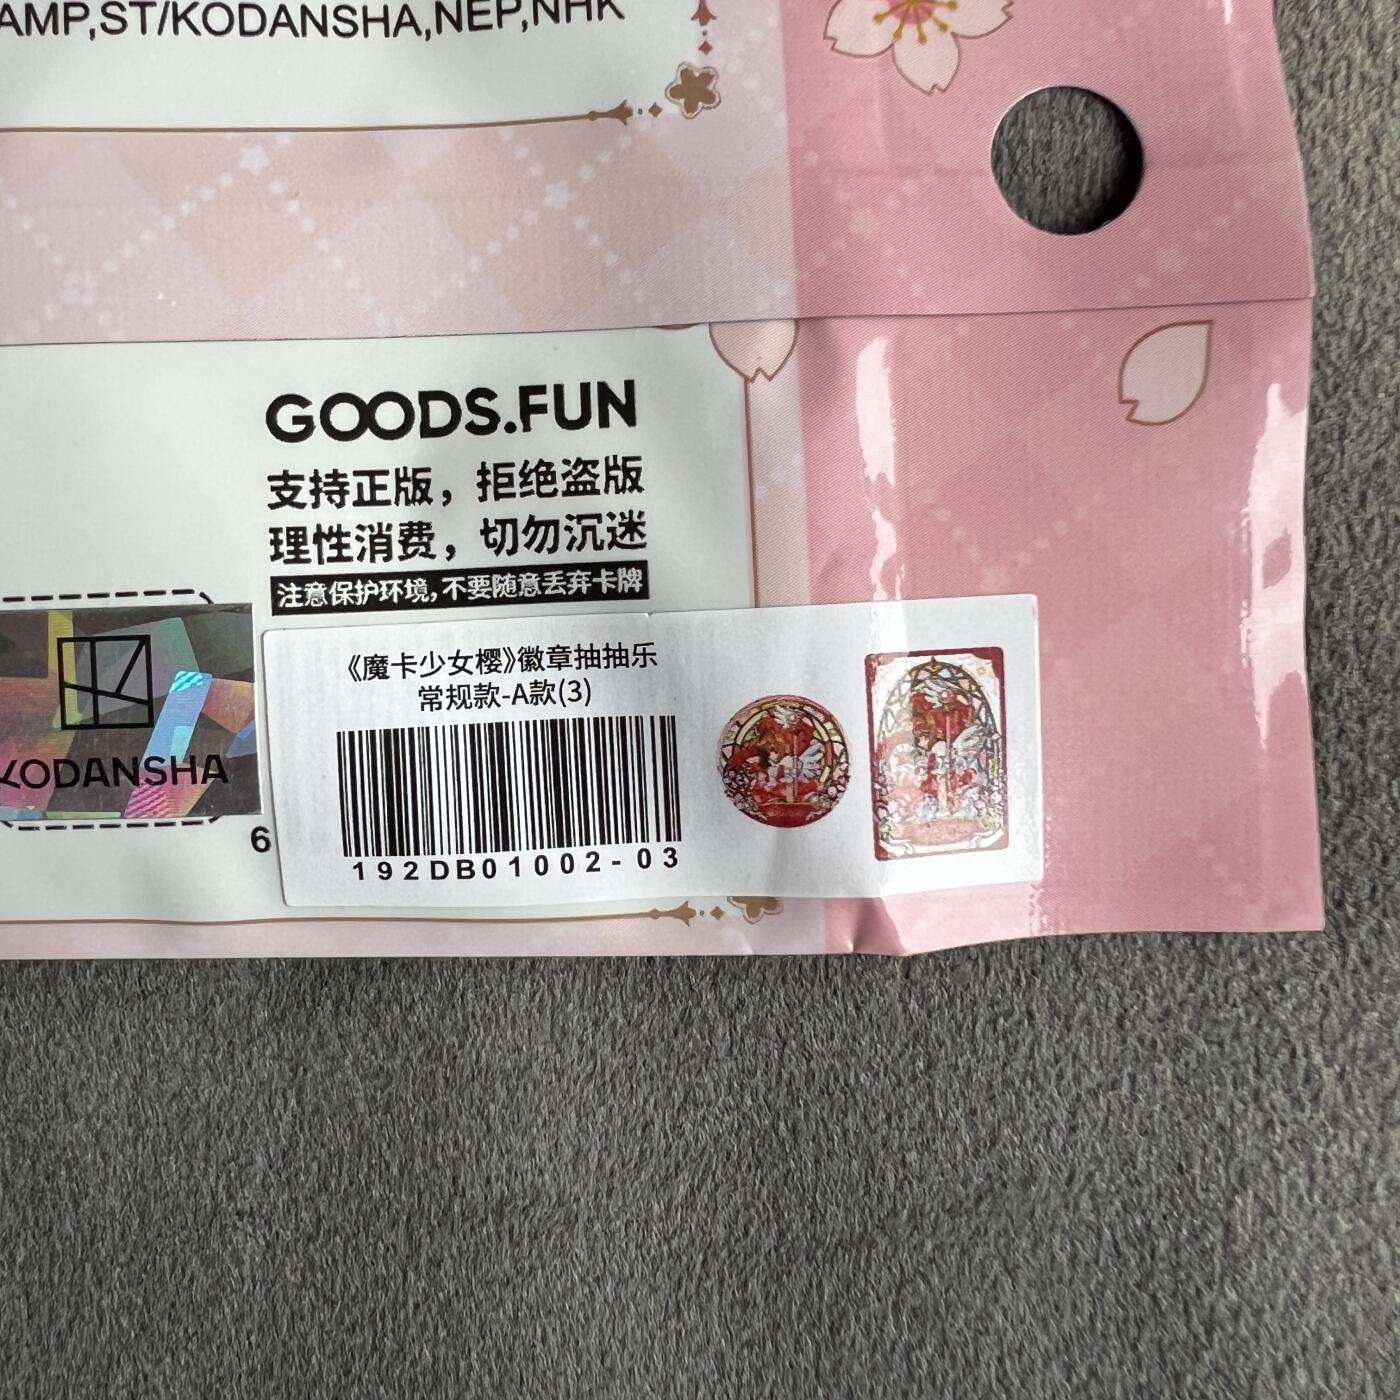 AMP,ST/KODANSHA,NEP,NHK
GOODS.FUN
支持正版，拒绝盗版
理性消费，切勿沉迷
注意保护环境，不要随意丢弃卡牌
KODANSHA
6
《魔卡少女樱》徽章抽抽乐
常规款-A款(3)
192DB01002-03